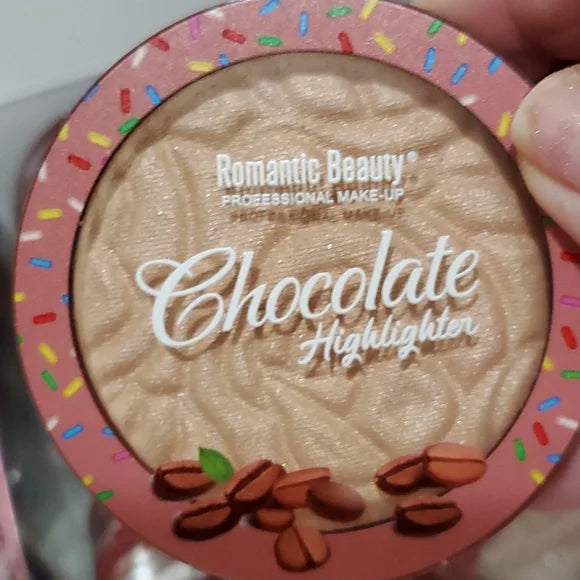 Romantic Beauty®
PROFESSIONAL MAKE-UP
Chocolate
Highlighter